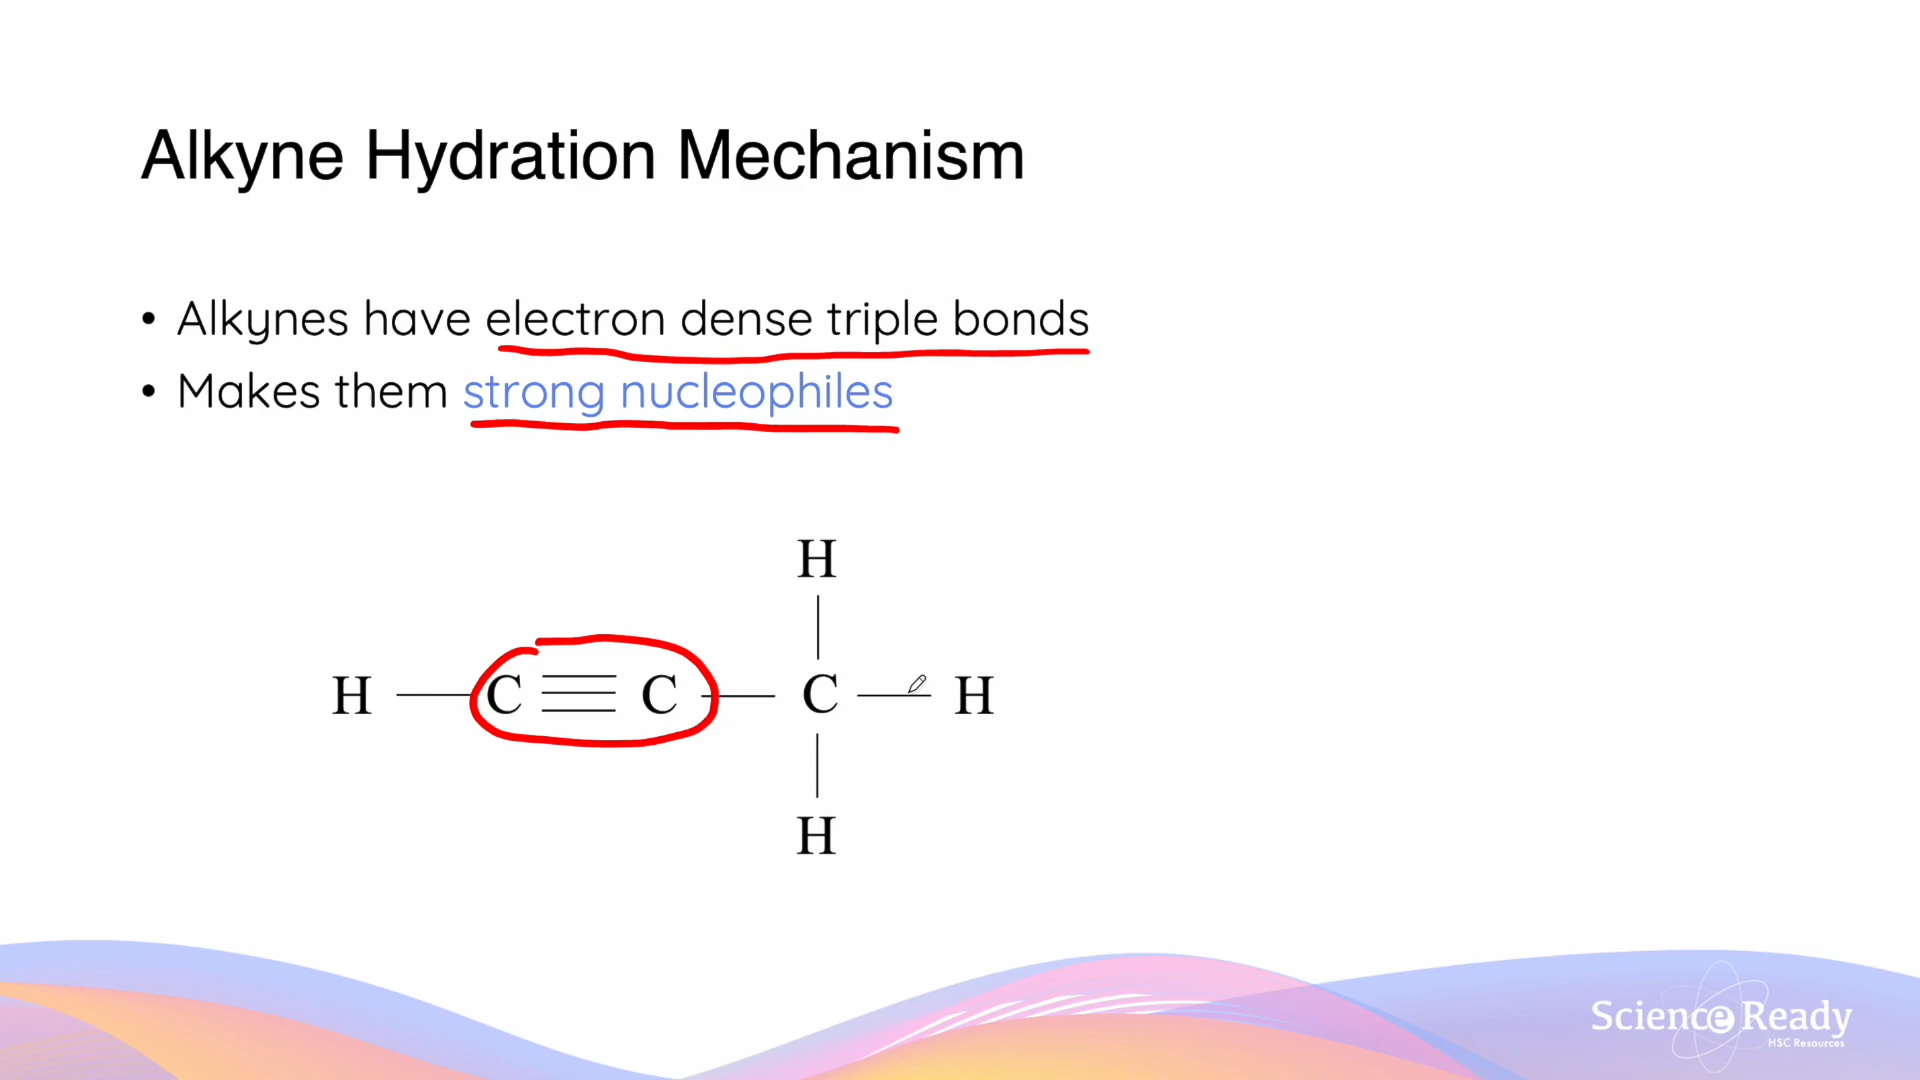 Alkyne Hydration Mechanism
• Alkynes have electron dense triple bonds
• Makes them strong nucleophiles
H
H C C C H
H
Science Ready
HSC Resources